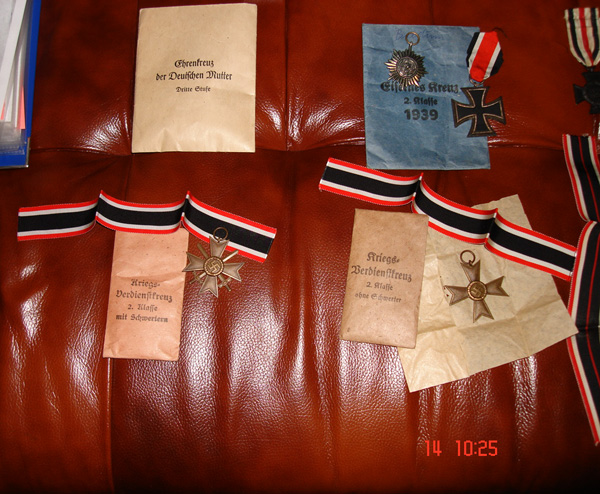 Ehrenkreuz
der Deutschen Mutter
Dritte Stufe
Eisernes Kreuz
2. Klasse
1939
Kriegs-
Verdienstkreuz
2. Klasse
mit Schwertern
Kriegs-
Verdienstkreuz
2. Klasse
ohne Schwerter
14 10:25